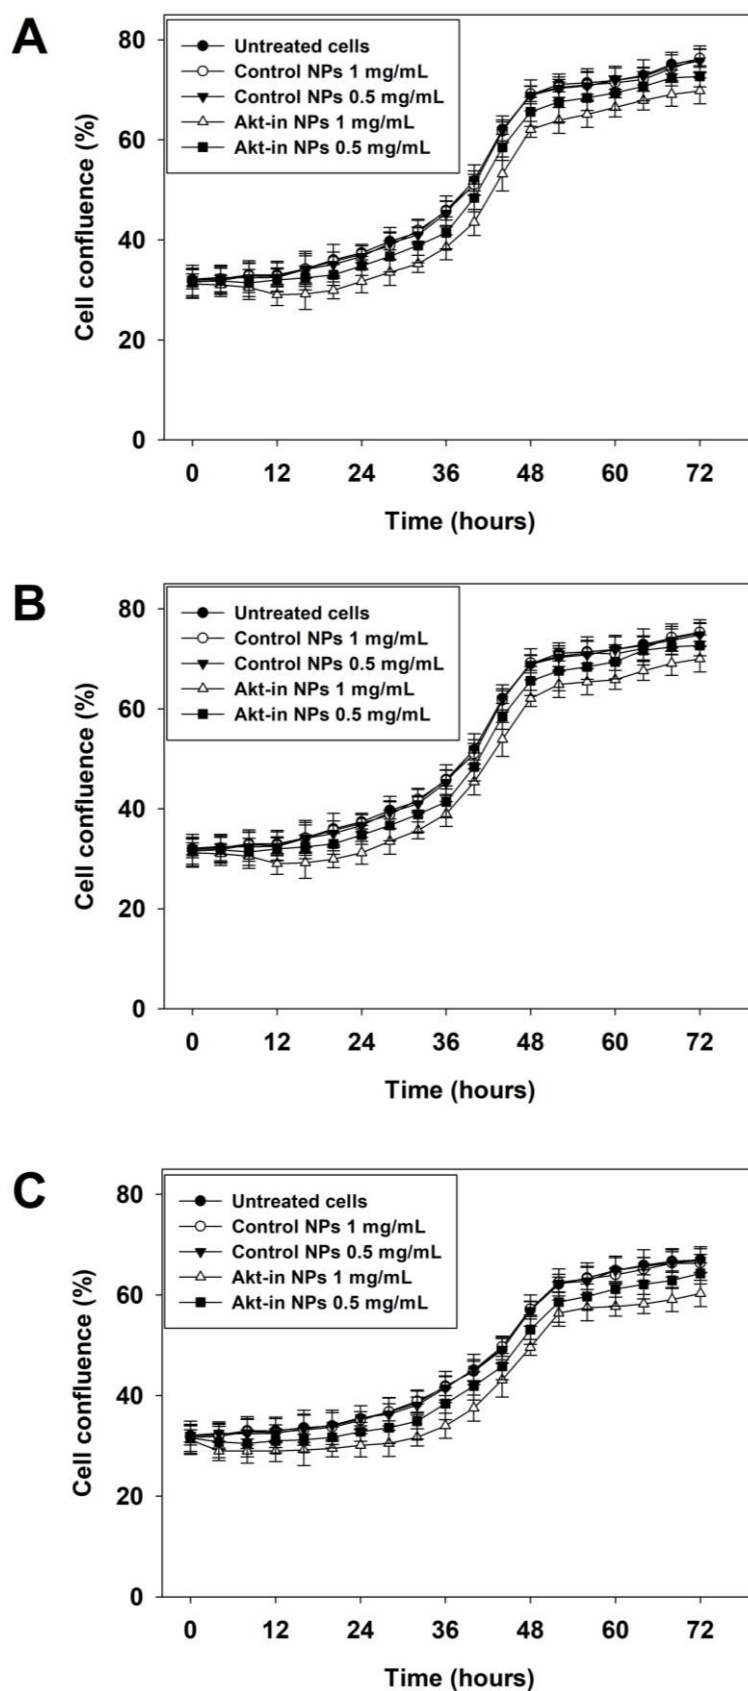 A
Cell confluence (%)
80
60
40
20
0
Untreated cells
Control NPs 1 mg/mL
Control NPs 0.5 mg/mL
Akt-in NPs 1 mg/mL
Akt-in NPs 0.5 mg/mL
0 12 24 36 48 60 72
Time (hours)
B
Cell confluence (%)
80
60
40
20
0
Untreated cells
Control NPs 1 mg/mL
Control NPs 0.5 mg/mL
Akt-in NPs 1 mg/mL
Akt-in NPs 0.5 mg/mL
0 12 24 36 48 60 72
Time (hours)
C
Cell confluence (%)
80
60
40
20
0
Untreated cells
Control NPs 1 mg/mL
Control NPs 0.5 mg/mL
Akt-in NPs 1 mg/mL
Akt-in NPs 0.5 mg/mL
0 12 24 36 48 60 72
Time (hours)